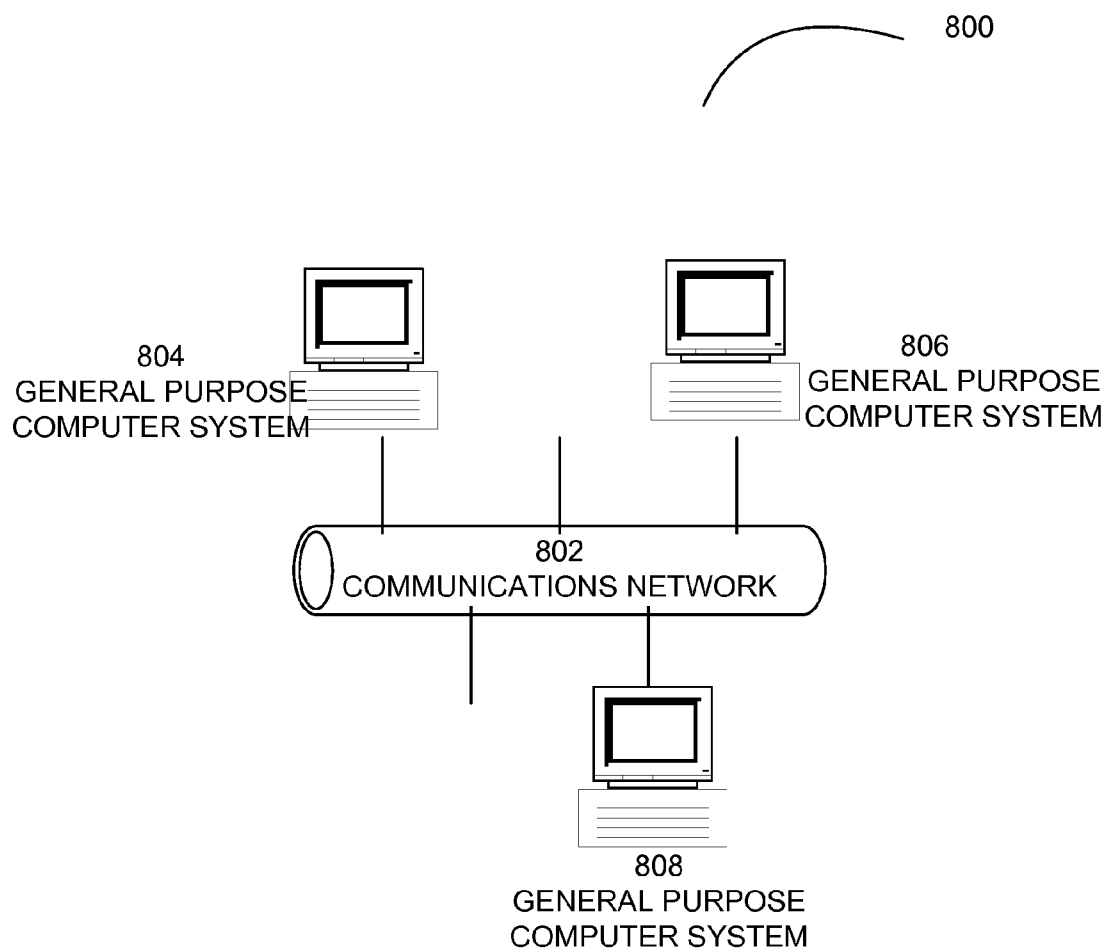 800
804
GENERAL PURPOSE
COMPUTER SYSTEM
806
GENERAL PURPOSE
COMPUTER SYSTEM
802
COMMUNICATIONS NETWORK
808
GENERAL PURPOSE
COMPUTER SYSTEM